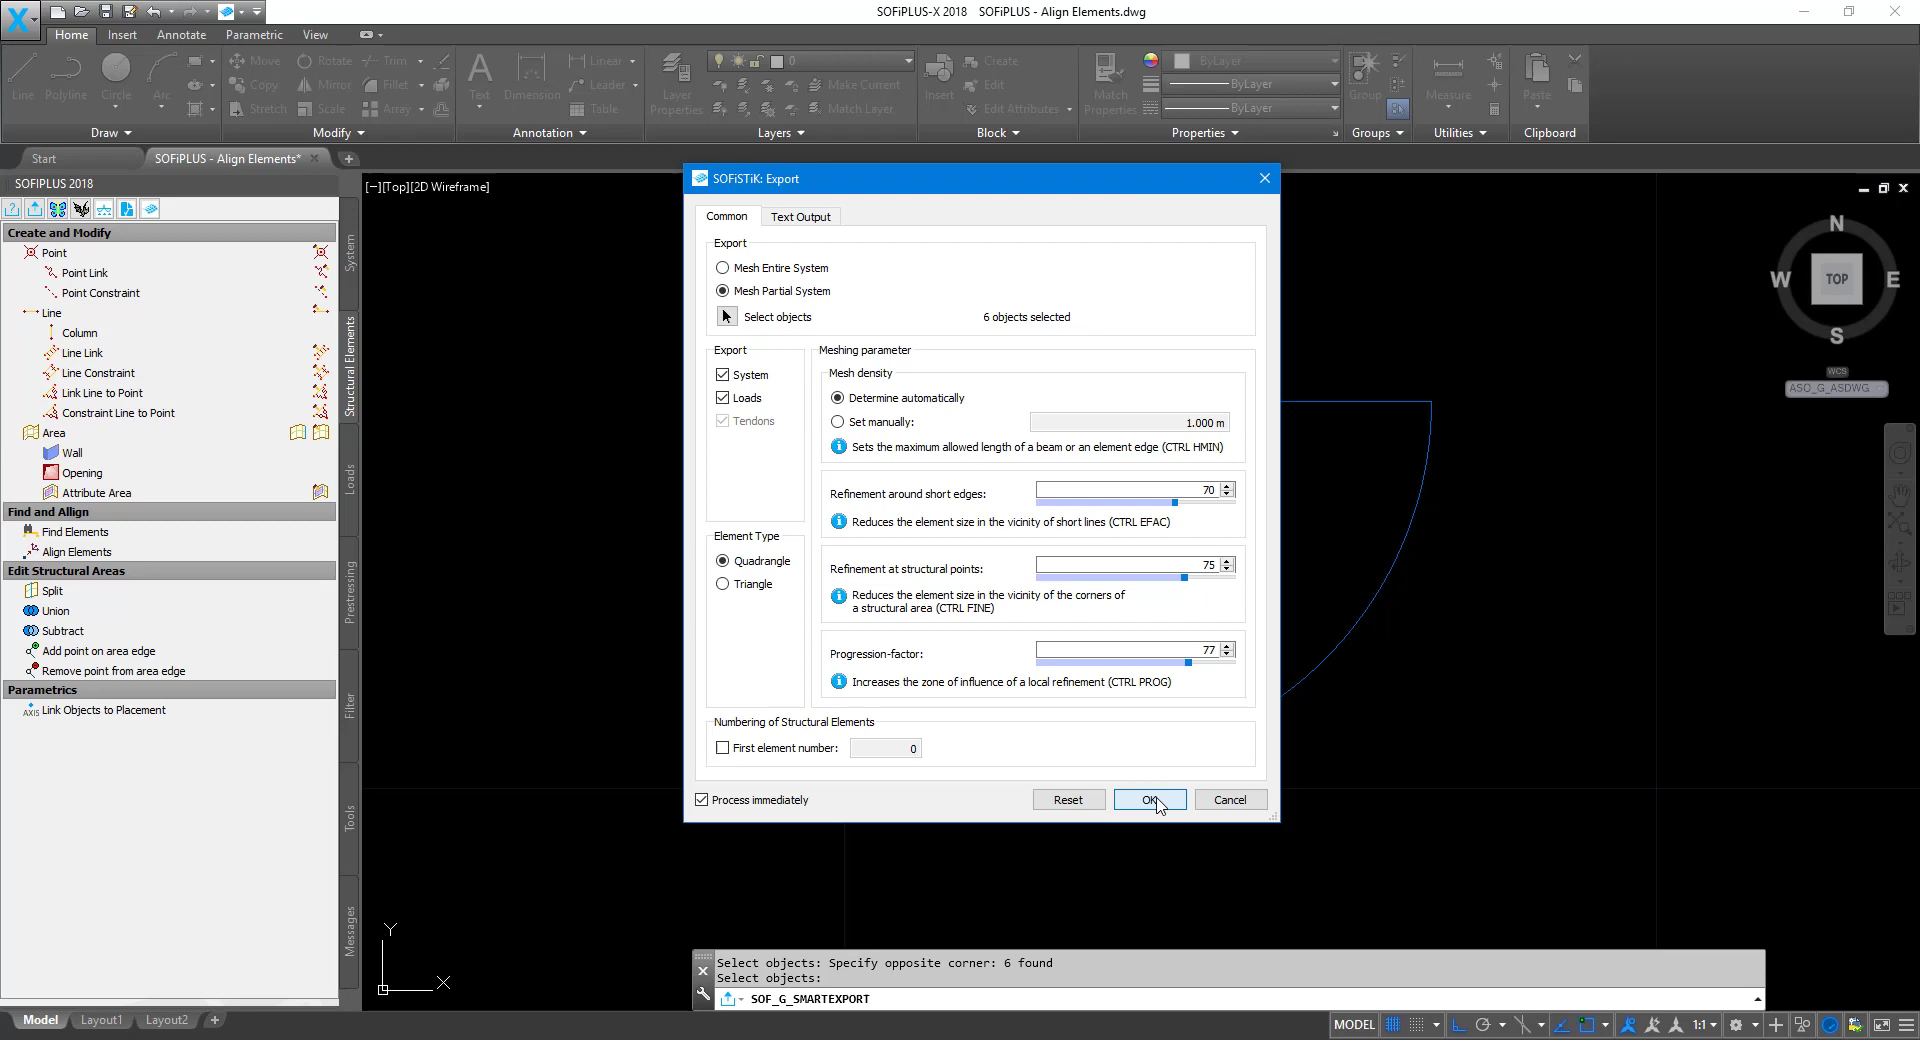 SOFiPLUS-X 2018 SOFiPLUS - Align Elements.dwg
Home Insert Annotate Parametric View
Line Polyline Circle Arc
Move Rotate Trim
Copy Mirror Fillet
Stretch Scale Array
Text Dimension
Linear
Leader
Table
Layer Properties
0
Make Current
Match Layer
Insert
Create
Edit
Edit Attributes
Match Properties
ByLayer
ByLayer
ByLayer
Group
Measure
Paste
Draw Modify Annotation Layers Block Properties Groups Utilities Clipboard
Start SOFiPLUS - Align Elements*
SOFIPLUS 2018
[−][Top][2D Wireframe]
Create and Modify
Point
Point Link
Point Constraint
Line
Column
Line Link
Line Constraint
Link Line to Point
Constraint Line to Point
Area
Wall
Opening
Attribute Area
Find and Align
Find Elements
Align Elements
Edit Structural Areas
Split
Union
Subtract
Add point on area edge
Remove point from area edge
Parametrics
AXIS Link Objects to Placement
System
Structural Elements
Loads
Prestressing
Filter
Tools
Messages
SOFiSTiK: Export
Common Text Output
Export
Mesh Entire System
Mesh Partial System
Select objects 6 objects selected
Export
System
Loads
Tendons
Element Type
Quadrangle
Triangle
Meshing parameter
Mesh density
Determine automatically
Set manually: 1.000 m
Sets the maximum allowed length of a beam or an element edge (CTRL HMIN)
Refinement around short edges: 70
Reduces the element size in the vicinity of short lines (CTRL EFAC)
Refinement at structural points: 75
Reduces the element size in the vicinity of the corners of
a structural area (CTRL FINE)
Progression-factor: 77
Increases the zone of influence of a local refinement (CTRL PROG)
Numbering of Structural Elements
First element number: 0
Process immediately Reset OK Cancel
N
W TOP E
S
WCS
ASO_G_ASDWG
Y
X
Select objects: Specify opposite corner: 6 found
Select objects:
SOF_G_SMARTEXPORT
Model Layout1 Layout2
MODEL 1:1